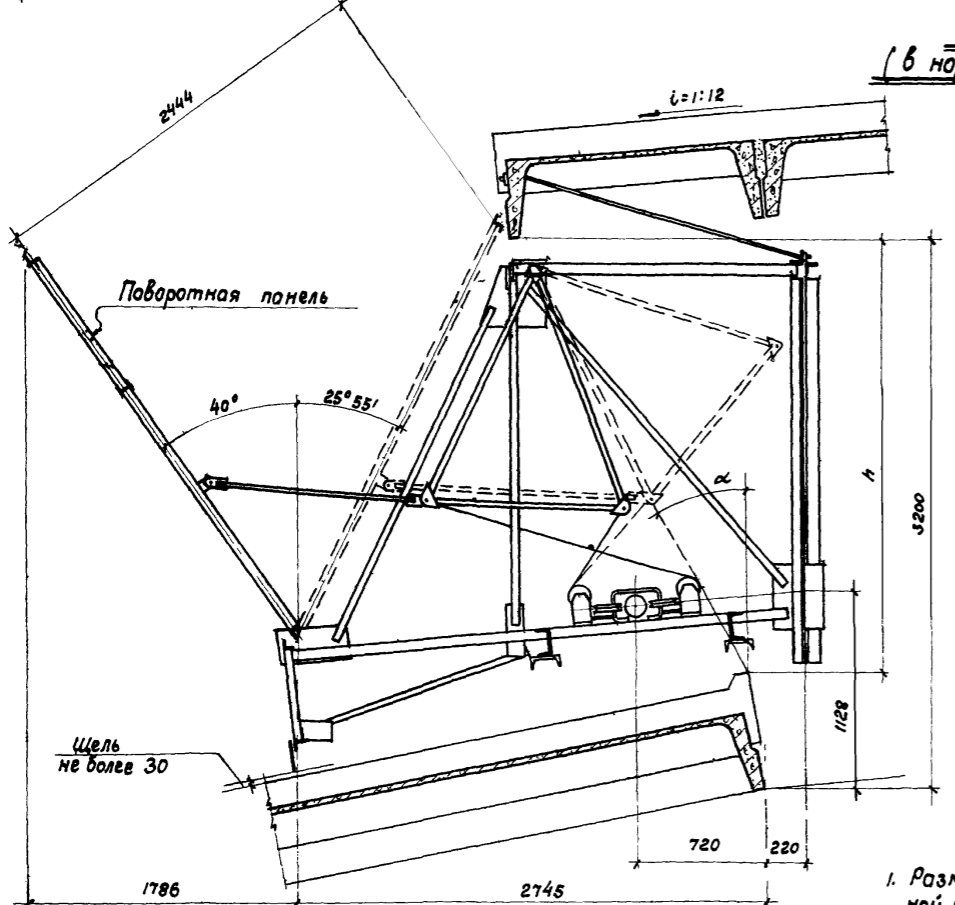 2444
в но
i=1:12
Поворотная панель
40°
25°55'
α
h
3200
1128
Щель
не более 30
720
220
1786
2745
1. Разм
ной